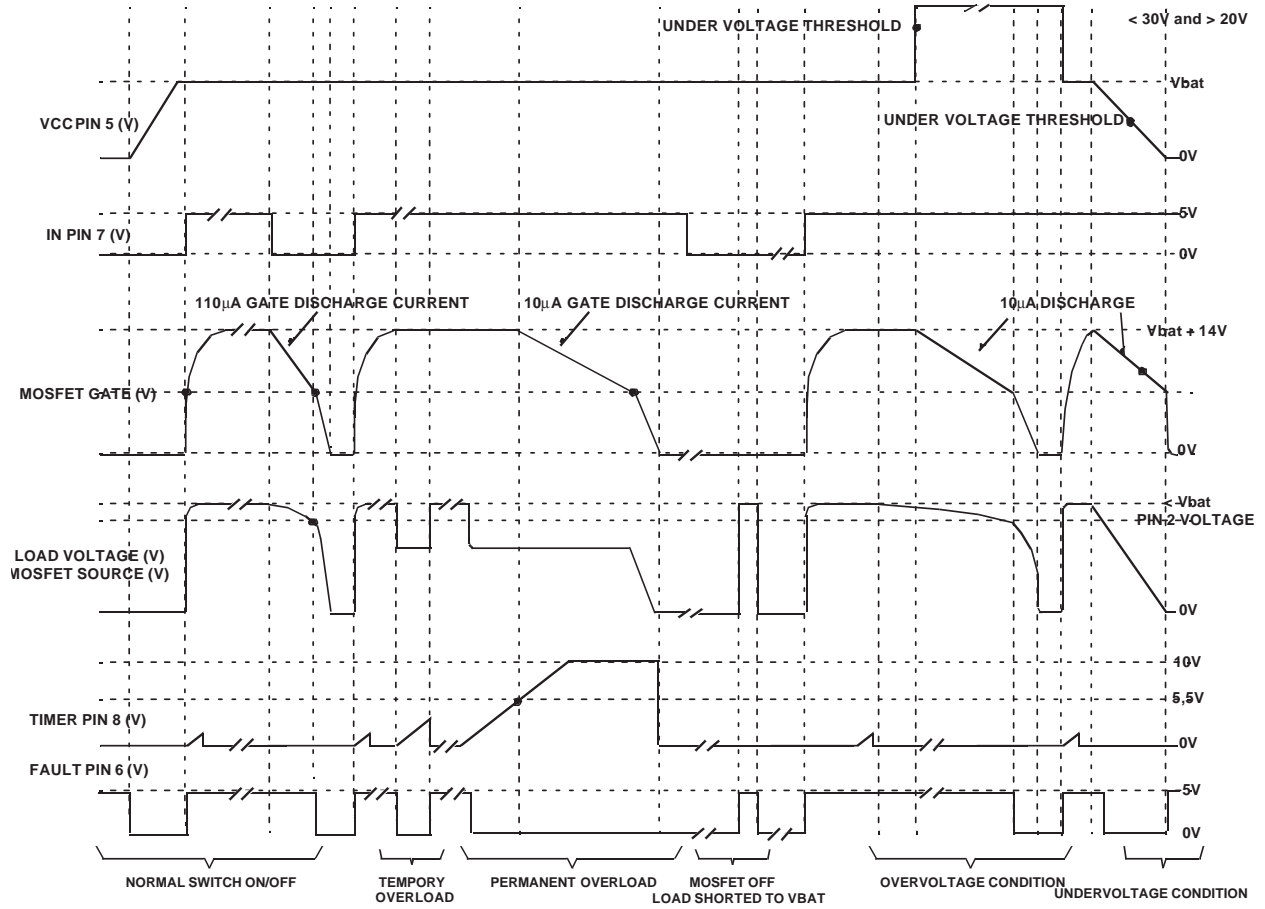 UNDER VOLTAGE THRESHOLD
< 30V and > 20V
Vbat
VCC PIN 5 (V)
UNDER VOLTAGE THRESHOLD
0V
5V
IN PIN 7 (V)
0V
110μA GATE DISCHARGE CURRENT
10μA GATE DISCHARGE CURRENT
10μA DISCHARGE
Vbat + 14V
MOSFET GATE (V)
0V
< Vbat
PIN 2 VOLTAGE
LOAD VOLTAGE (V)
MOSFET SOURCE (V)
0V
10V
5,5V
TIMER PIN 8 (V)
0V
FAULT PIN 6 (V)
5V
0V
NORMAL SWITCH ON/OFF
TEMPORY
OVERLOAD
PERMANENT OVERLOAD
MOSFET OFF
LOAD SHORTED TO VBAT
OVERVOLTAGE CONDITION
UNDERVOLTAGE CONDITION